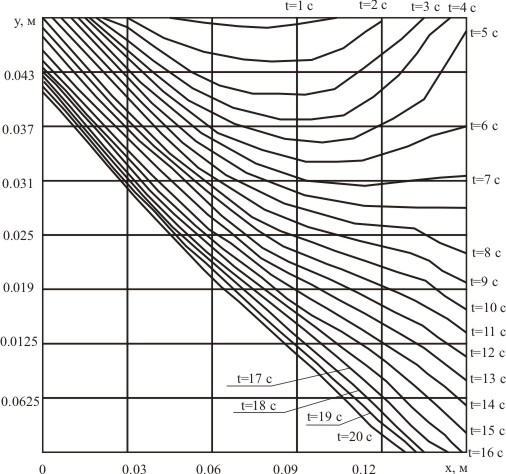 t=1 c
t=2 c
t=3 c
t=4 c
y, м
t=5 c
0.043
0.037
t=6 c
0.031
t=7 c
0.025
t=8 c
0.019
t=9 c
t=10 c
t=11 c
0.0125
t=12 c
t=17 c
t=13 c
0.0625
t=18 c
t=14 c
t=19 c
t=15 c
t=20 c
t=16 c
0
0.03
0.06
0.09
0.12
x, м